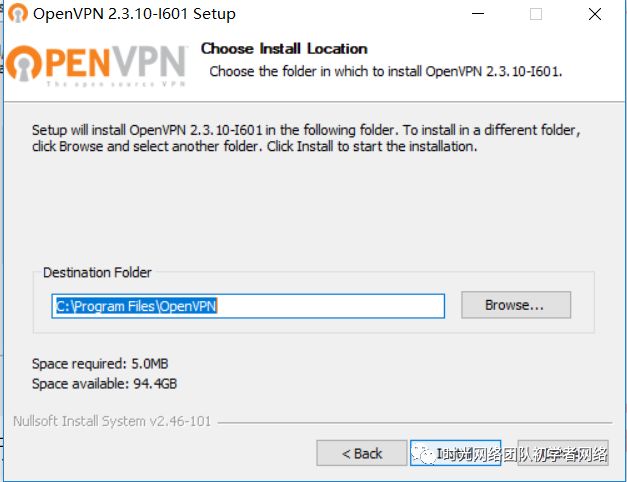 OpenVPN 2.3.10-I601 Setup
OPENVPN
The open source VPN
Choose Install Location
Choose the folder in which to install OpenVPN 2.3.10-I601.
Setup will install OpenVPN 2.3.10-I601 in the following folder. To install in a different folder,
click Browse and select another folder. Click Install to start the installation.
Destination Folder
C:\Program Files\OpenVPN
Browse...
Space required: 5.0MB
Space available: 94.4GB
Nullsoft Install System v2.46-101
< Back
时光网络团队初学者网络